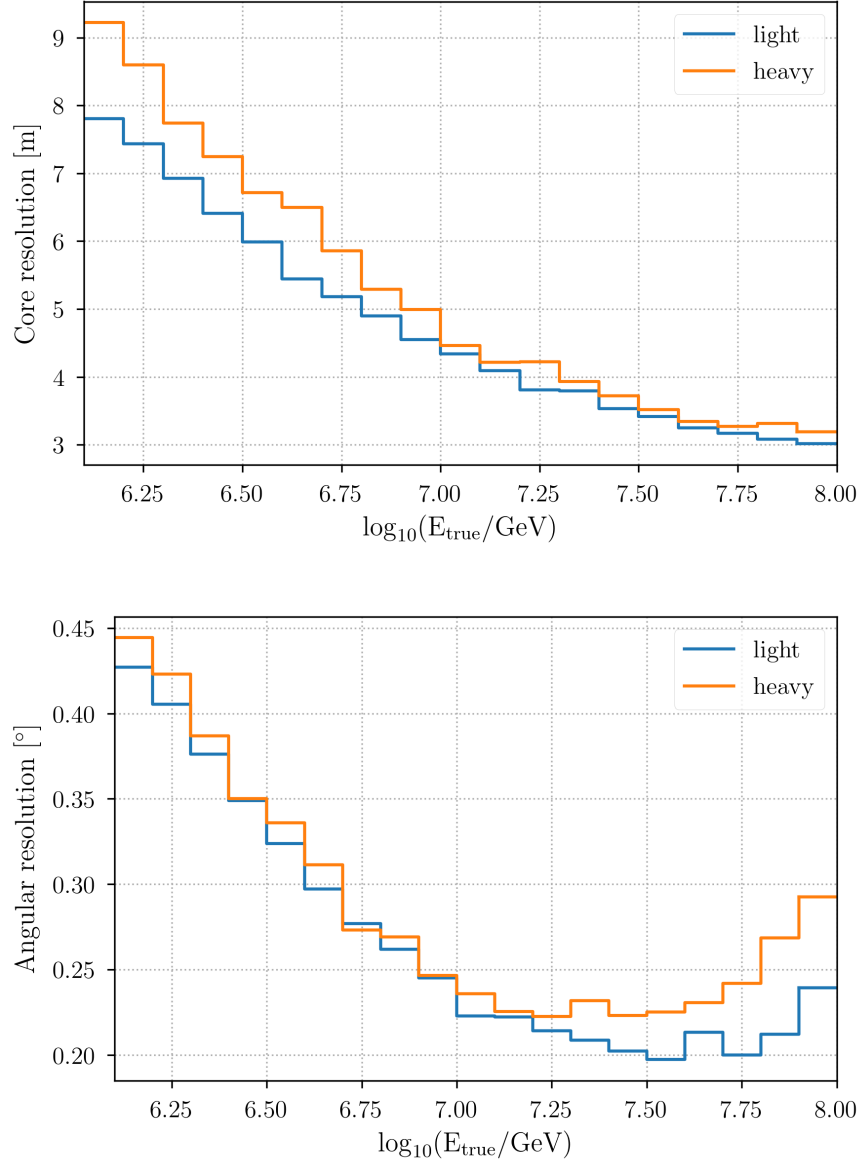 9
8
7
6
5
4
3
Core resolution [m]
light
heavy
6.25 6.50 6.75 7.00 7.25 7.50 7.75 8.00
log₁₀(E_true/GeV)
0.45
0.40
0.35
0.30
0.25
0.20
Angular resolution [°]
light
heavy
6.25 6.50 6.75 7.00 7.25 7.50 7.75 8.00
log₁₀(E_true/GeV)